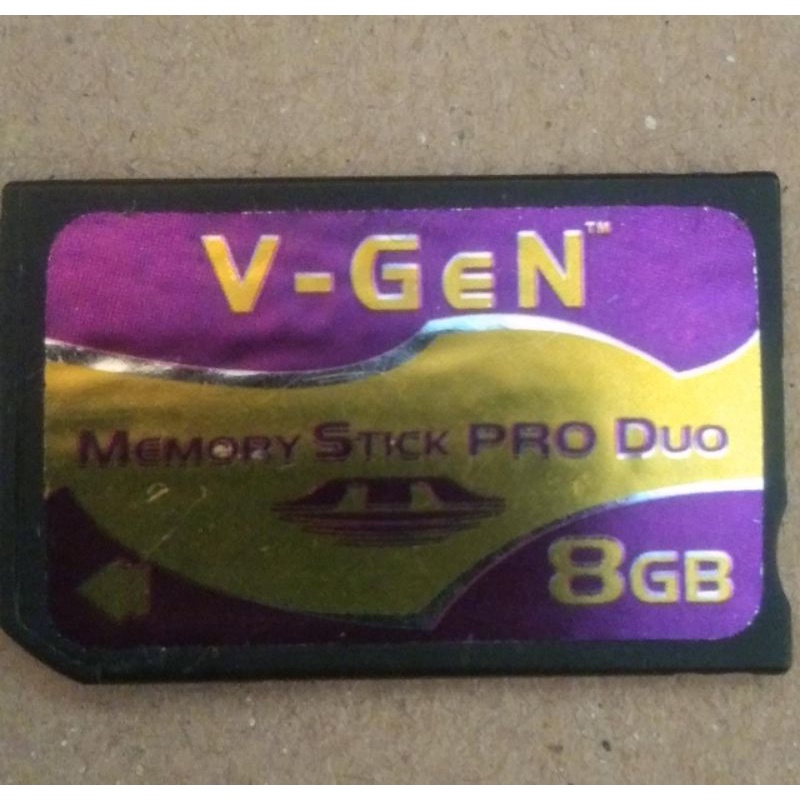 V-GeN™
MEMORY STICK PRO DUO
8GB